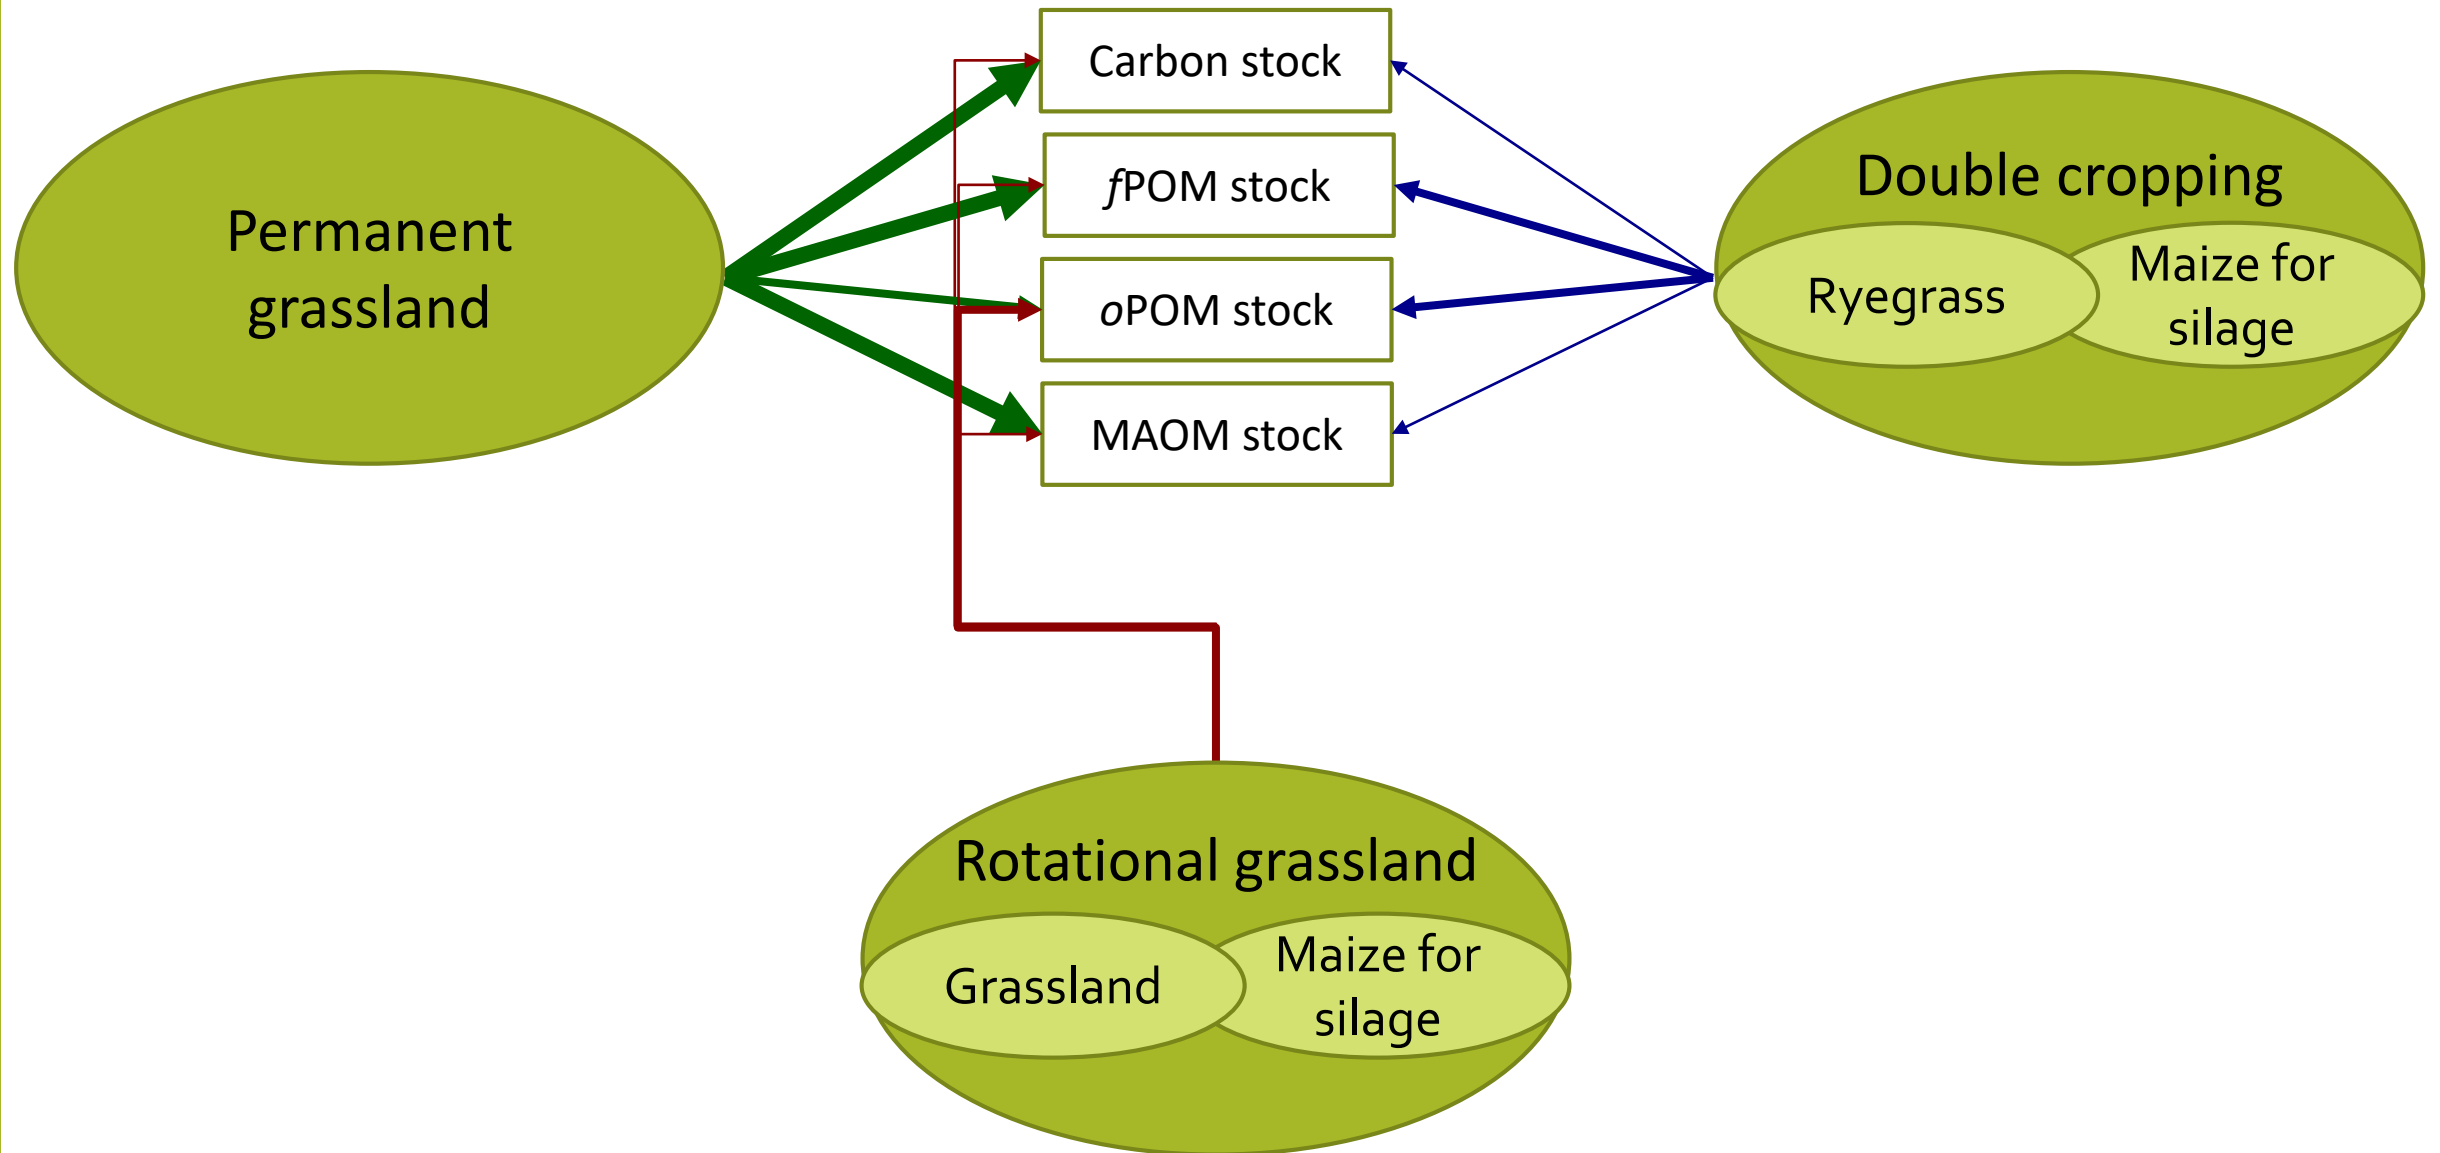 Carbon stock
fPOM stock
oPOM stock
MAOM stock
Permanent
grassland
Double cropping
Ryegrass
Maize for
silage
Rotational grassland
Grassland
Maize for
silage